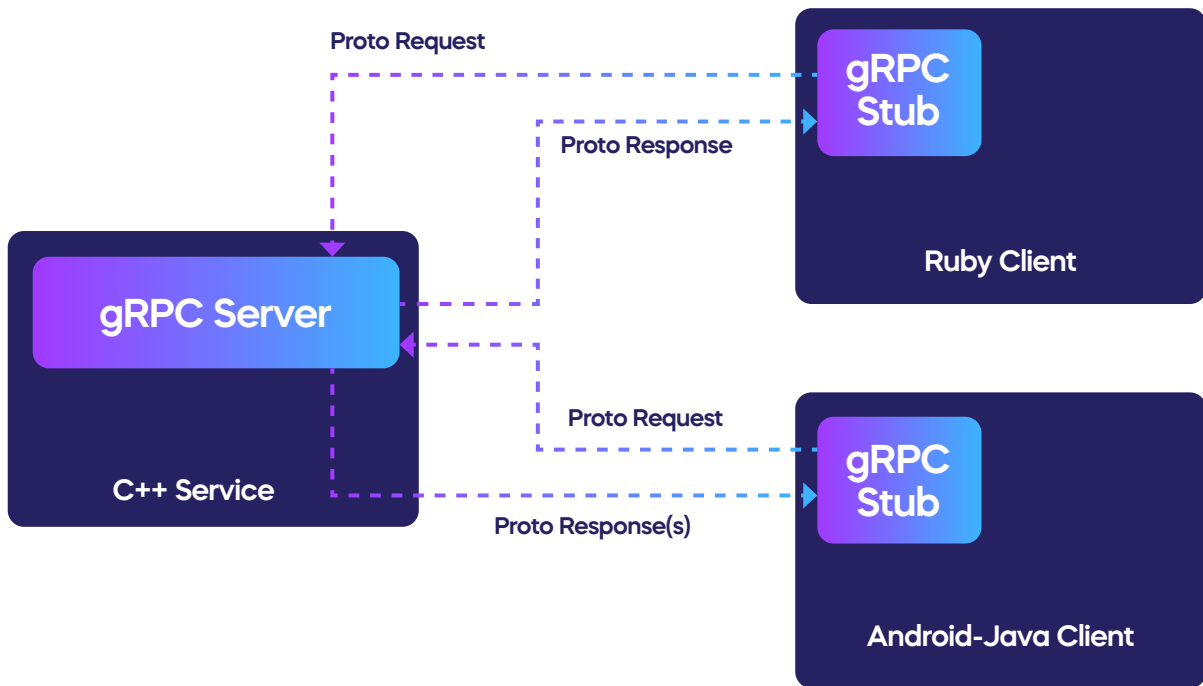 Proto Request
gRPC
Stub
Proto Response
Ruby Client
gRPC Server
C++ Service
Proto Request
gRPC
Stub
Proto Response(s)
Android-Java Client